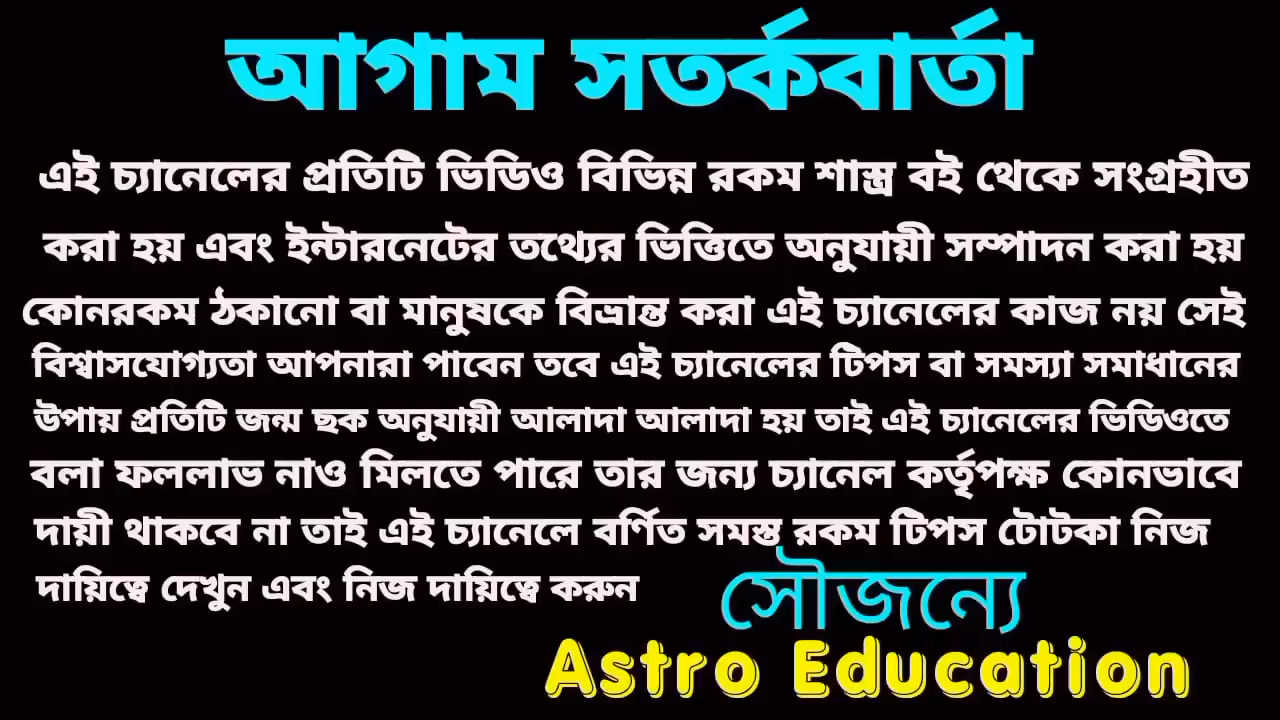 আগাম সতর্কবার্তা
এই চ্যানেলের প্রতিটি ভিডিও বিভিন্ন রকম শাস্ত্র বই থেকে সংগ্রহীত
করা হয় এবং ইন্টারনেটের তথ্যের ভিত্তিতে অনুযায়ী সম্পাদন করা হয়
কোনরকম ঠকানো বা মানুষকে বিভ্রান্ত করা এই চ্যানেলের কাজ নয় সেই
বিশ্বাসযোগ্যতা আপনারা পাবেন তবে এই চ্যানেলের টিপস বা সমস্যা সমাধানের
উপায় প্রতিটি জন্ম ছক অনুযায়ী আলাদা আলাদা হয় তাই এই চ্যানেলের ভিডিওতে
বলা ফললাভ নাও মিলতে পারে তার জন্য চ্যানেল কর্তৃপক্ষ কোনভাবে
দায়ী থাকবে না তাই এই চ্যানেলে বর্ণিত সমস্ত রকম টিপস টোটকা নিজ
দায়িত্বে দেখুন এবং নিজ দায়িত্বে করুন
সৌজন্যে
Astro Education